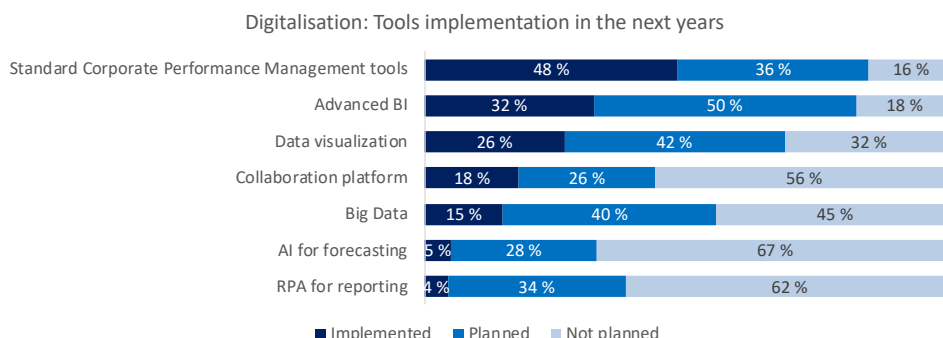 Digitalisation: Tools implementation in the next years
Standard Corporate Performance Management tools 48 % 36 % 16 %
Advanced BI 32 % 50 % 18 %
Data visualization 26 % 42 % 32 %
Collaboration platform 18 % 26 % 56 %
Big Data 15 % 40 % 45 %
AI for forecasting 5 % 28 % 67 %
RPA for reporting 4 % 34 % 62 %
Implemented Planned Not planned